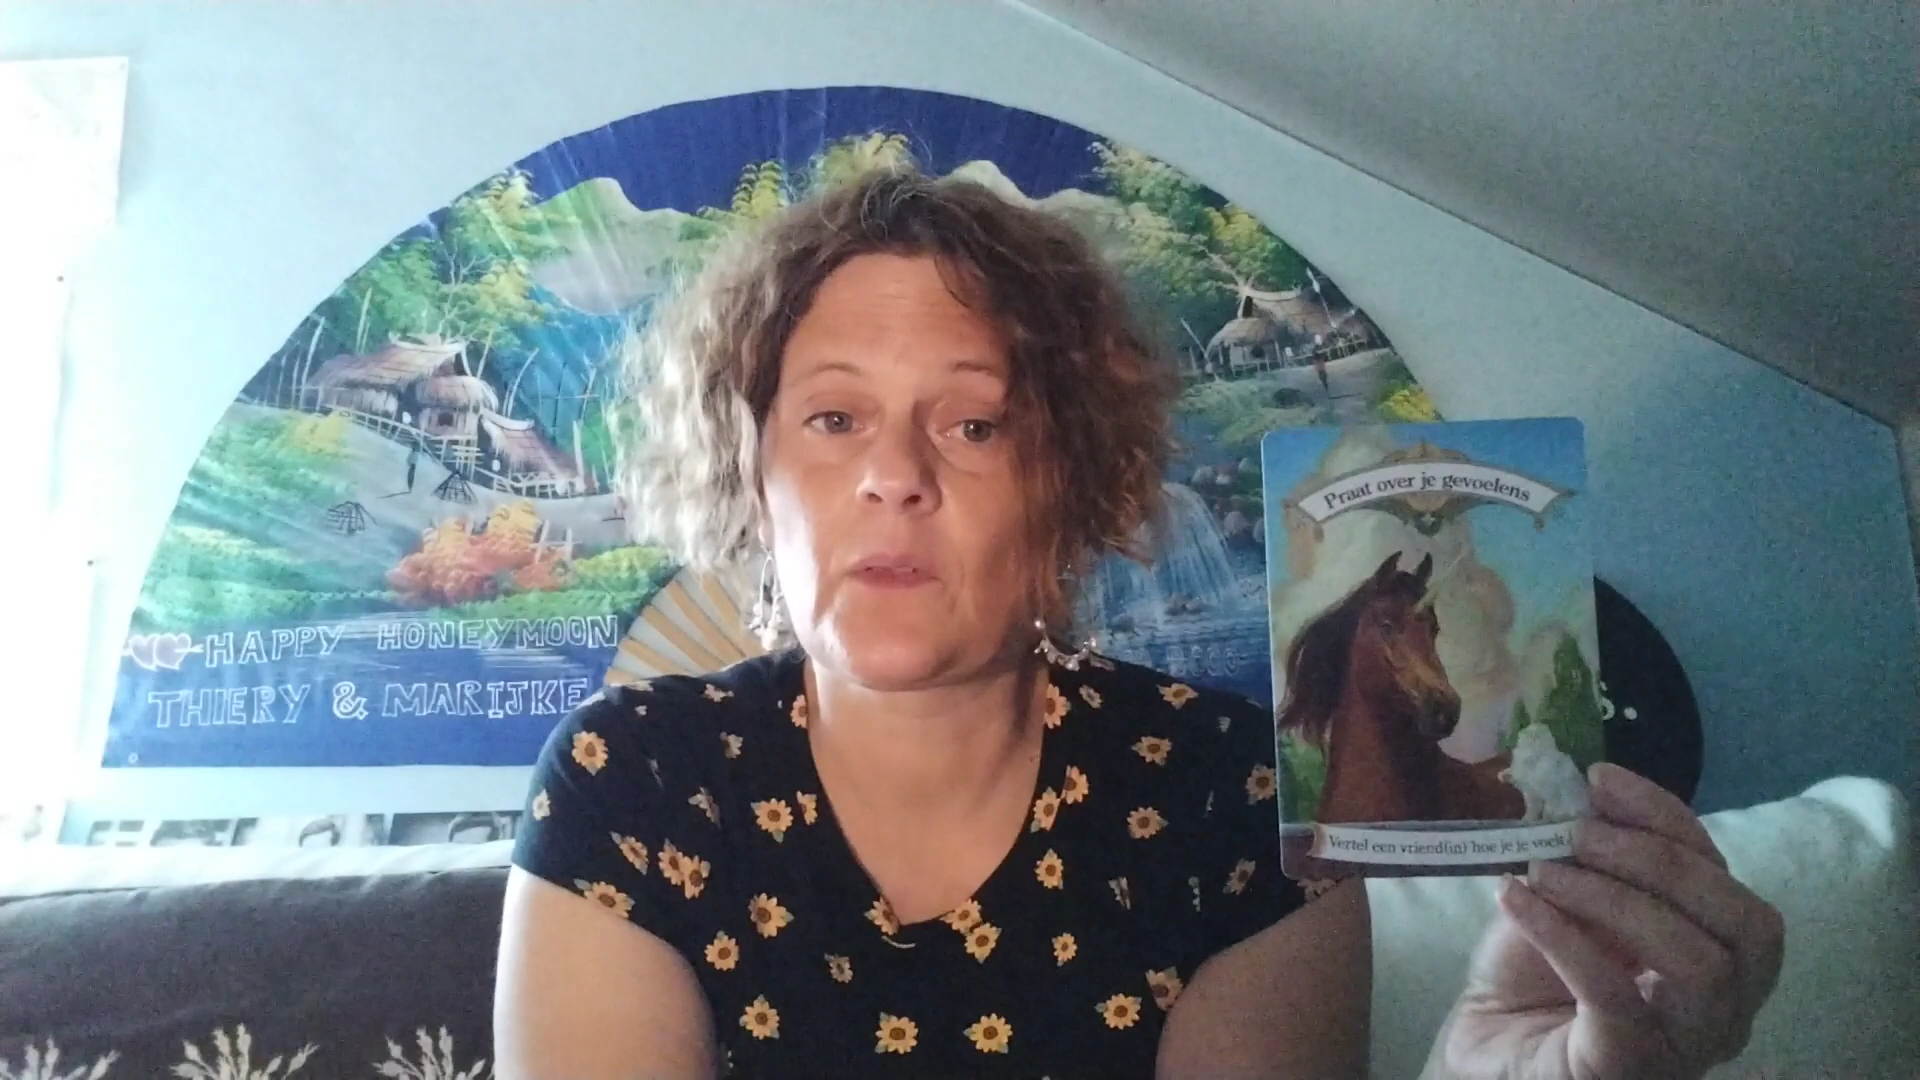 HAPPY HONEYMOON
THIERY & MARIJKE
Praat over je gevoelens
Vertel een vriend(in) hoe je je voelt.